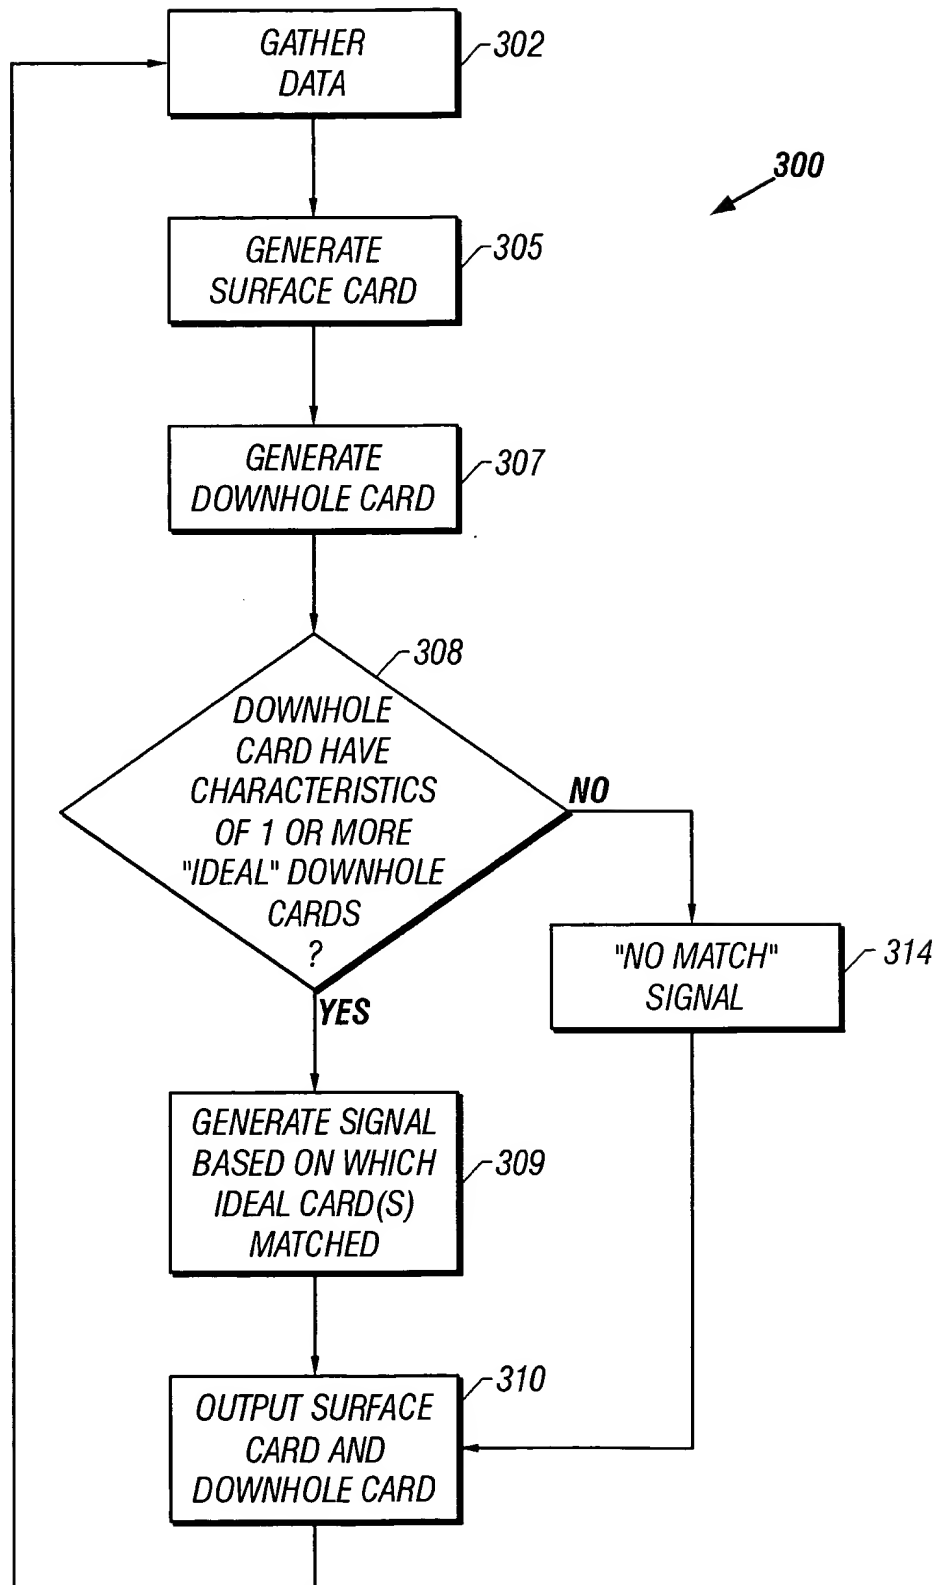 GATHER
DATA
302
300
GENERATE
SURFACE CARD
305
GENERATE
DOWNHOLE CARD
307
308
DOWNHOLE
CARD HAVE
CHARACTERISTICS
OF 1 OR MORE
"IDEAL" DOWNHOLE
CARDS
?
NO
YES
"NO MATCH"
SIGNAL
314
GENERATE SIGNAL
BASED ON WHICH
IDEAL CARD(S)
MATCHED
309
310
OUTPUT SURFACE
CARD AND
DOWNHOLE CARD